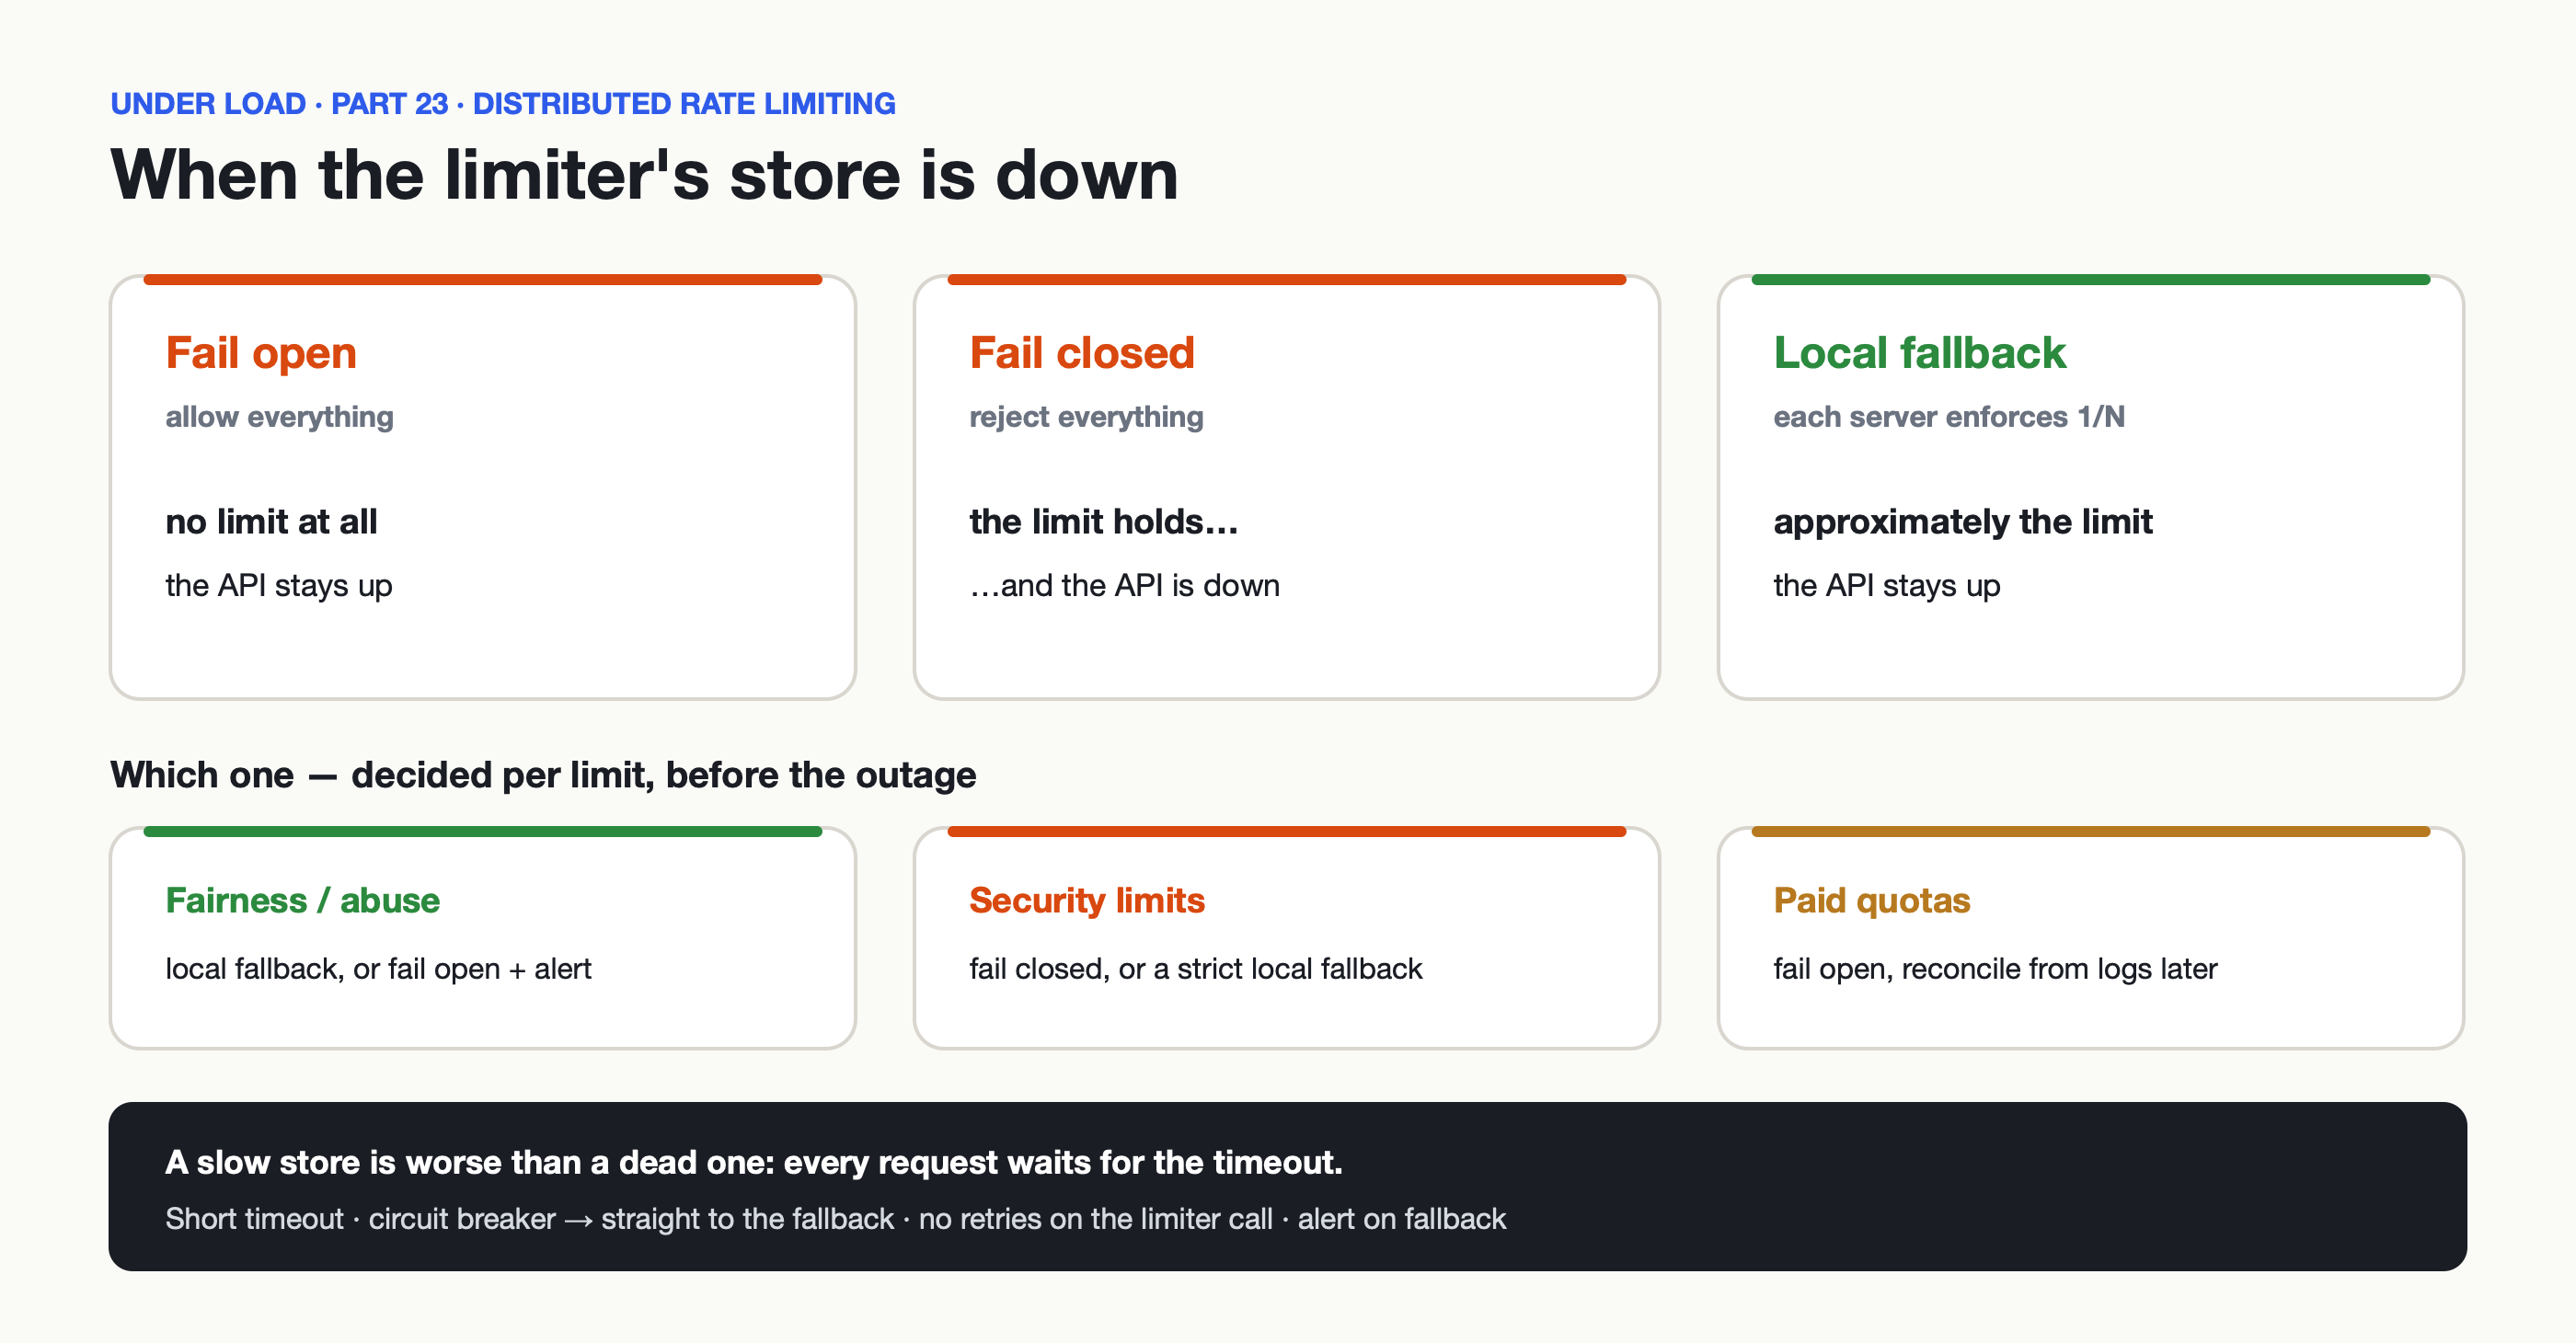 UNDER LOAD · PART 23 · DISTRIBUTED RATE LIMITING
When the limiter's store is down
Fail open
allow everything
no limit at all
the API stays up
Fail closed
reject everything
the limit holds…
…and the API is down
Local fallback
each server enforces 1/N
approximately the limit
the API stays up
Which one — decided per limit, before the outage
Fairness / abuse
local fallback, or fail open + alert
Security limits
fail closed, or a strict local fallback
Paid quotas
fail open, reconcile from logs later
A slow store is worse than a dead one: every request waits for the timeout.
Short timeout · circuit breaker → straight to the fallback · no retries on the limiter call · alert on fallback